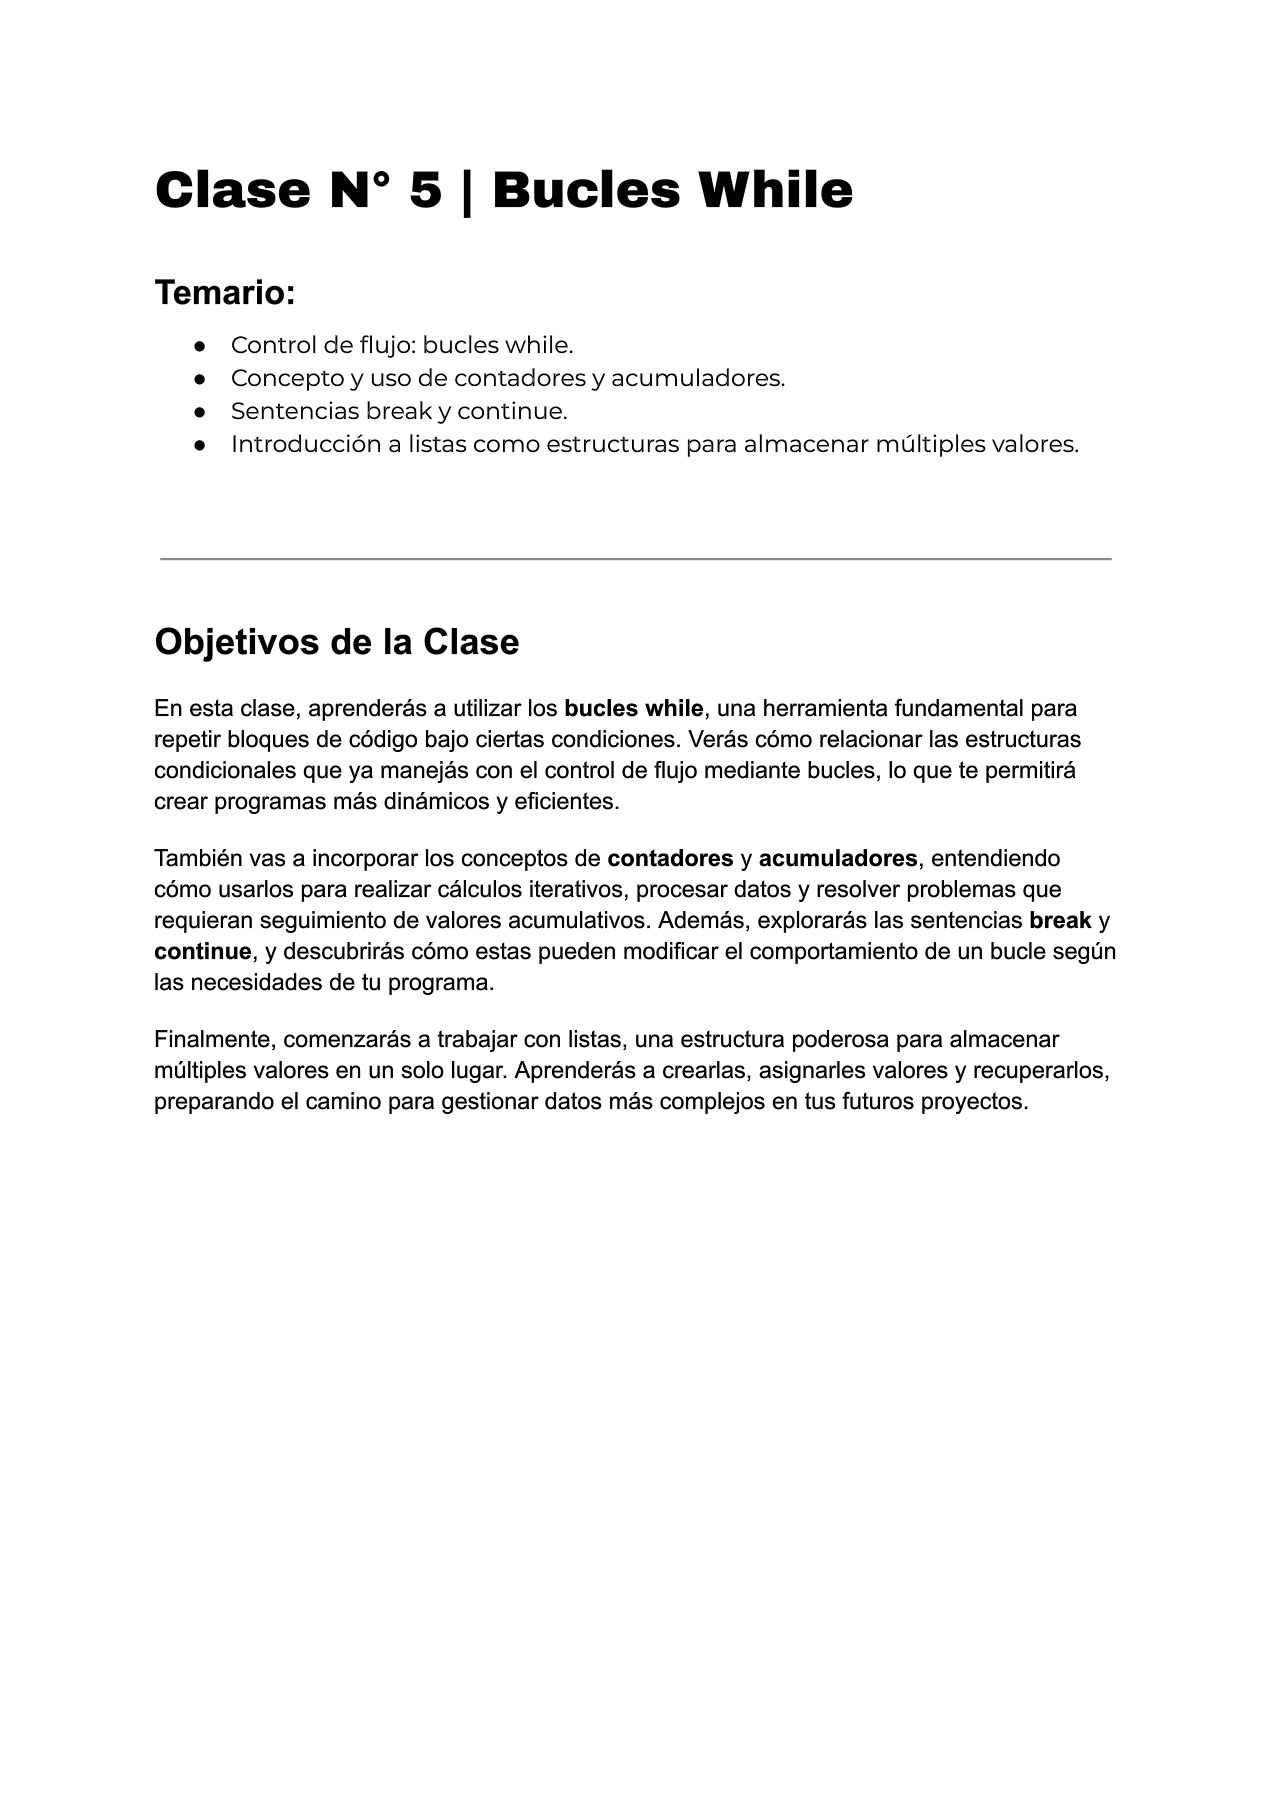 Clase N° 5 | Bucles While
Temario:
● Control de flujo: bucles while.
● Concepto y uso de contadores y acumuladores.
● Sentencias break y continue.
● Introducción a listas como estructuras para almacenar múltiples valores.
Objetivos de la Clase
En esta clase, aprenderás a utilizar los bucles while, una herramienta fundamental para
repetir bloques de código bajo ciertas condiciones. Verás cómo relacionar las estructuras
condicionales que ya manejás con el control de flujo mediante bucles, lo que te permitirá
crear programas más dinámicos y eficientes.
También vas a incorporar los conceptos de contadores y acumuladores, entendiendo
cómo usarlos para realizar cálculos iterativos, procesar datos y resolver problemas que
requieran seguimiento de valores acumulativos. Además, explorarás las sentencias break y
continue, y descubrirás cómo estas pueden modificar el comportamiento de un bucle según
las necesidades de tu programa.
Finalmente, comenzarás a trabajar con listas, una estructura poderosa para almacenar
múltiples valores en un solo lugar. Aprenderás a crearlas, asignarles valores y recuperarlos,
preparando el camino para gestionar datos más complejos en tus futuros proyectos.